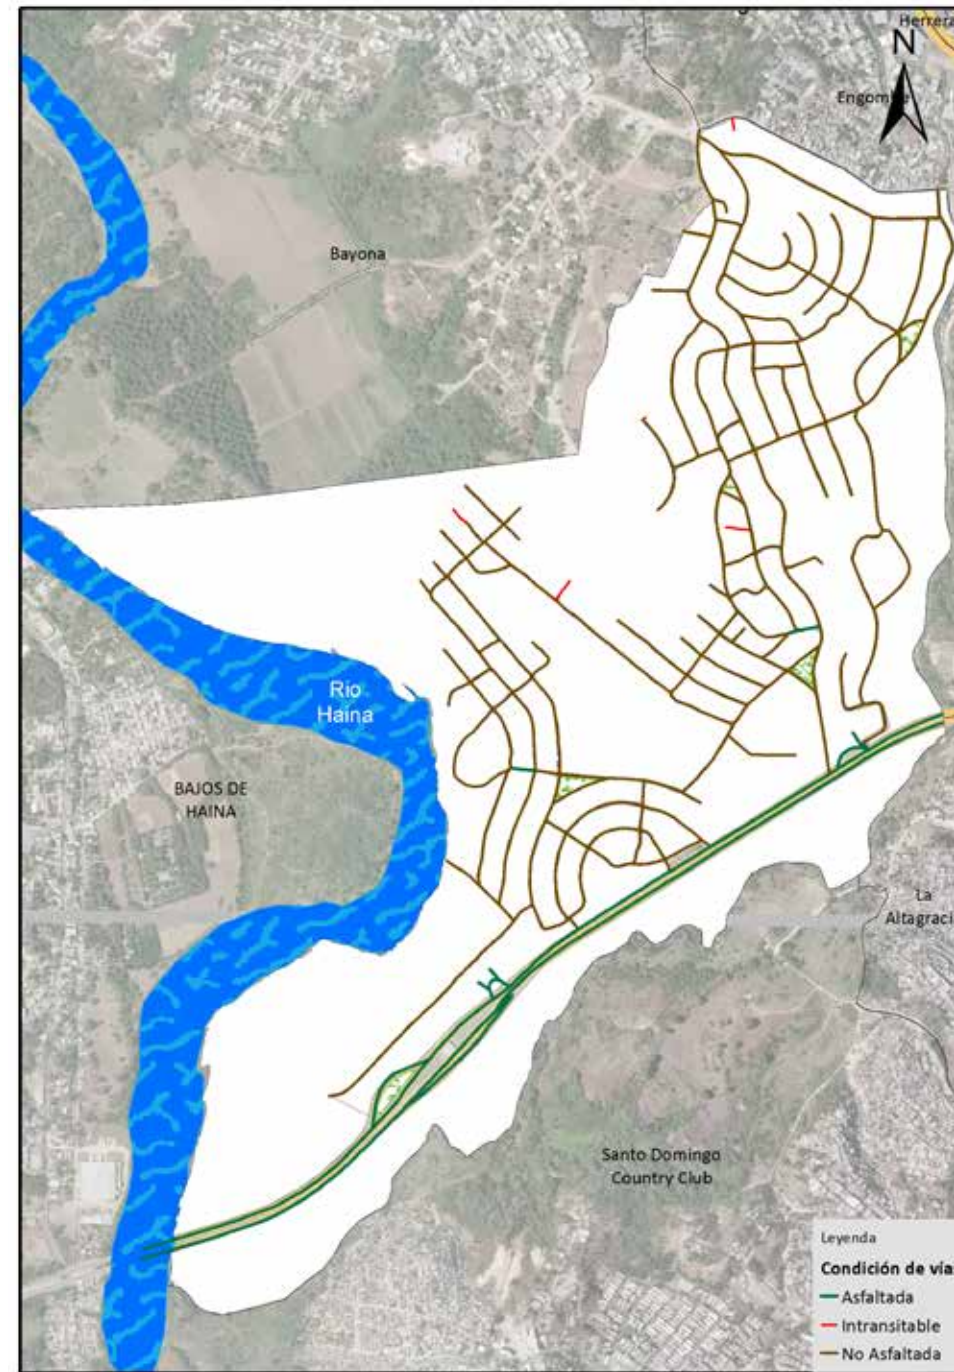 Herrera
N
Engombe
Bayona
Rio
Haina
BAJOS DE
HAINA
La
Altagraci
Santo Domingo
Country Club
Leyenda
Condición de vía
Asfaltada
Intransitable
No Asfaltada